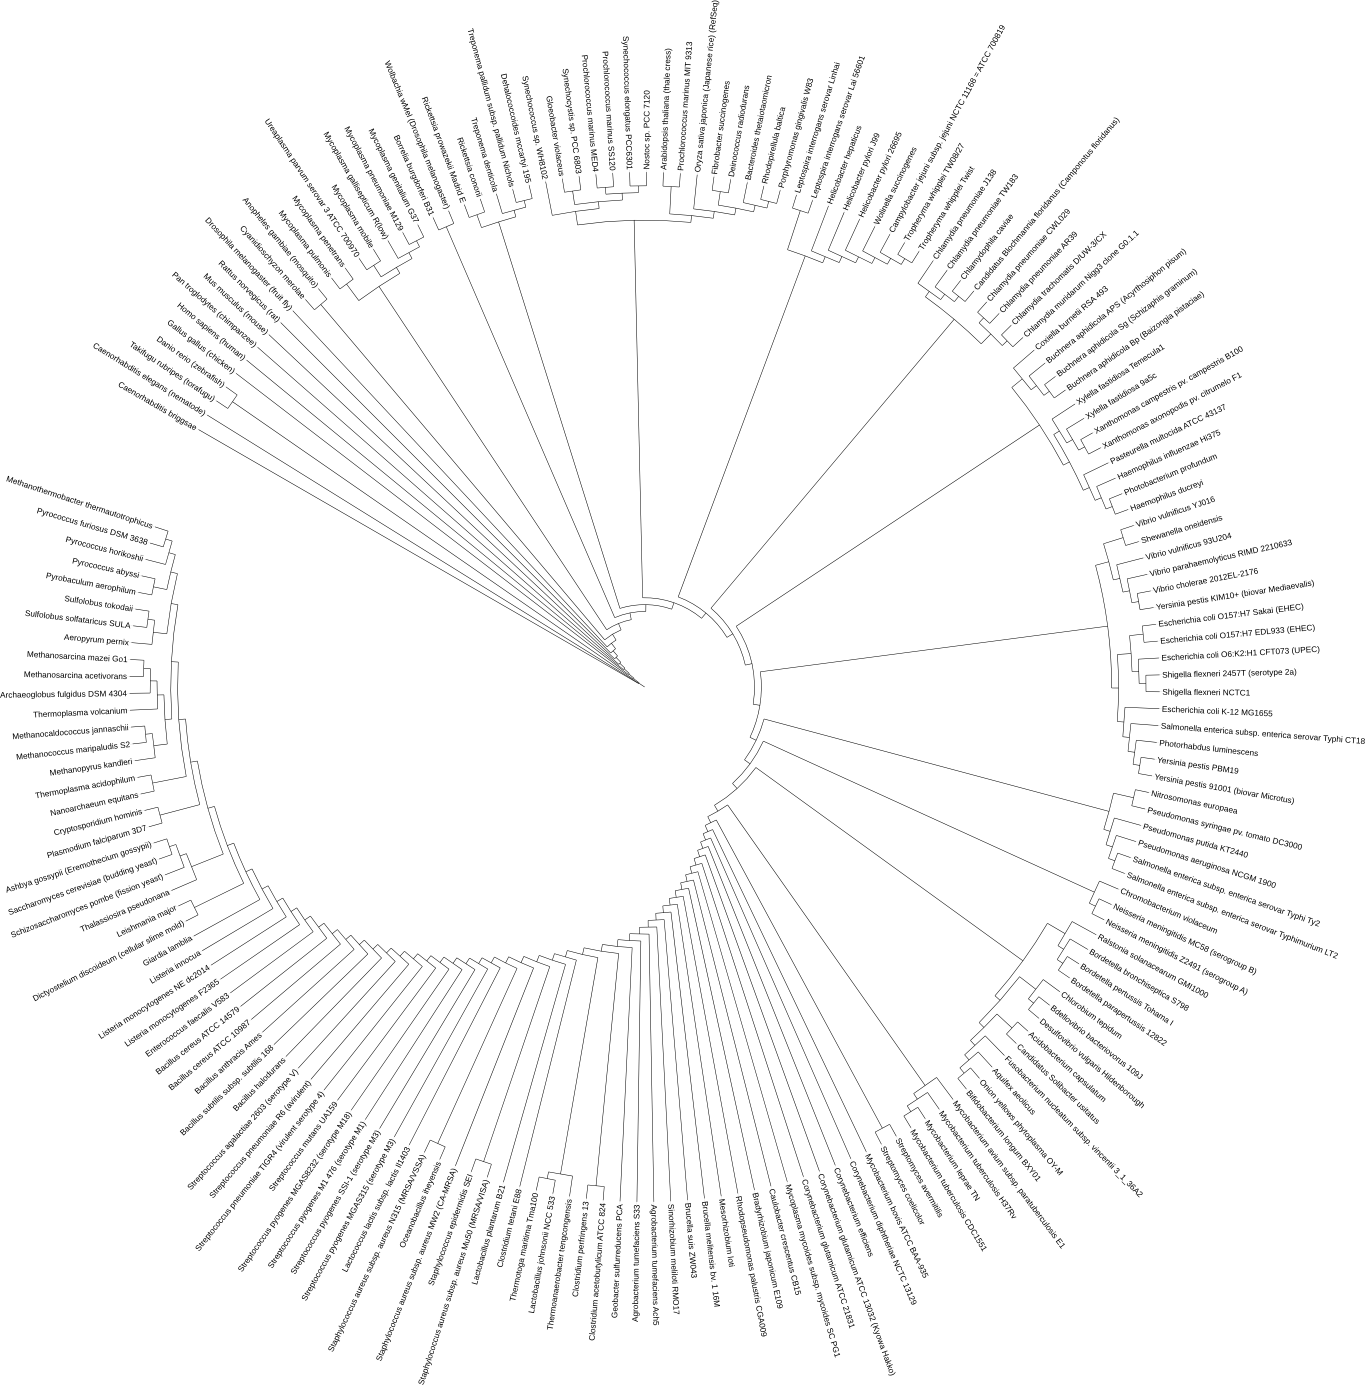 Caenorhabditis briggsae
Caenorhabditis elegans (nematode)
Takifugu rubripes (torafugu)
Danio rerio (zebrafish)
Gallus gallus (chicken)
Homo sapiens (human)
Pan troglodytes (chimpanzee)
Mus musculus (mouse)
Rattus norvegicus (rat)
Drosophila melanogaster (fruit fly)
Cyanidioschyzon merolae
Anopheles gambiae (mosquito)
Mycoplasma pulmonis
Mycoplasma penetrans
Ureaplasma parvum serovar 3 ATCC 700970
Mycoplasma mobile
Mycoplasma gallisepticum R(low)
Mycoplasma pneumoniae M129
Mycoplasma genitalium G37
Borrelia burgdorferi B31
Wolbachia wMel (Drosophila melanogaster)
Rickettsia prowazekii Madrid E
Rickettsia conorii
Treponema denticola
Treponema pallidum subsp. pallidum Nichols
Dehalococcoides mccartyi 195
Synechococcus sp. WH8102
Gloeobacter violaceus
Synechocystis sp. PCC 6803
Prochlorococcus marinus MED4
Prochlorococcus marinus SS120
Synechococcus elongatus PCC6301
Nostoc sp. PCC 7120
Arabidopsis thaliana (thale cress)
Prochlorococcus marinus MIT 9313
Oryza sativa japonica (Japanese rice) (RefSeq)
Fibrobacter succinogenes
Deinococcus radiodurans
Bacteroides thetaiotaomicron
Rhodopirellula baltica
Porphyromonas gingivalis W83
Leptospira interrogans serovar Linhai
Leptospira interrogans serovar Lai 56601
Helicobacter hepaticus
Helicobacter pylori J99
Helicobacter pylori 26695
Wolinella succinogenes
Campylobacter jejuni subsp. jejuni NCTC 11168 = ATCC 700819
Tropheryma whipplei TW08/27
Tropheryma whipplei Twist
Chlamydia pneumoniae J138
Chlamydia pneumoniae TW183
Chlamydophila caviae
Candidatus Blochmannia floridanus (Camponotus floridanus)
Chlamydia pneumoniae CWL029
Chlamydia pneumoniae AR39
Chlamydia trachomatis D/UW-3/CX
Chlamydia muridarum Nigg3 clone G0.1.1
Coxiella burnetii RSA 493
Buchnera aphidicola APS (Acyrthosiphon pisum)
Buchnera aphidicola Sg (Schizaphis graminum)
Buchnera aphidicola Bp (Baizongia pistaciae)
Xylella fastidiosa Temecula1
Xylella fastidiosa 9a5c
Xanthomonas campestris pv. campestris B100
Xanthomonas axonopodis pv. citrumelo F1
Pasteurella multocida ATCC 43137
Haemophilus influenzae Hi375
Photobacterium profundum
Haemophilus ducreyi
Vibrio vulnificus YJ016
Shewanella oneidensis
Vibrio vulnificus 93U204
Vibrio parahaemolyticus RIMD 2210633
Vibrio cholerae 2012EL-2176
Yersinia pestis KIM10+ (biovar Mediaevalis)
Escherichia coli O157:H7 Sakai (EHEC)
Escherichia coli O157:H7 EDL933 (EHEC)
Escherichia coli O6:K2:H1 CFT073 (UPEC)
Shigella flexneri 2457T (serotype 2a)
Shigella flexneri NCTC1
Escherichia coli K-12 MG1655
Salmonella enterica subsp. enterica serovar Typhi CT18
Photorhabdus luminescens
Yersinia pestis PBM19
Yersinia pestis 91001 (biovar Microtus)
Nitrosomonas europaea
Pseudomonas syringae pv. tomato DC3000
Pseudomonas putida KT2440
Pseudomonas aeruginosa NCGM 1900
Salmonella enterica subsp. enterica serovar Typhi Ty2
Salmonella enterica subsp. enterica serovar Typhimurium LT2
Chromobacterium violaceum
Neisseria meningitidis MC58 (serogroup B)
Neisseria meningitidis Z2491 (serogroup A)
Ralstonia solanacearum GMI1000
Bordetella bronchiseptica S798
Bordetella pertussis Tohama I
Bordetella parapertussis 12822
Chlorobium tepidum
Bdellovibrio bacteriovorus 109J
Desulfovibrio vulgaris Hildenborough
Acidobacterium capsulatum
Candidatus Solibacter usitatus
Fusobacterium nucleatum subsp. vincentii 3_1_36A2
Aquifex aeolicus
Onion yellows phytoplasma OY-M
Bifidobacterium longum BXY01
Mycobacterium avium subsp. paratuberculosis E1
Mycobacterium tuberculosis H37Rv
Mycobacterium leprae TN
Mycobacterium tuberculosis CDC1551
Streptomyces avermitilis
Streptomyces coelicolor
Mycobacterium bovis ATCC BAA-935
Corynebacterium diphtheriae NCTC 13129
Corynebacterium efficiens
Corynebacterium glutamicum ATCC 13032 (Kyowa Hakko)
Corynebacterium glutamicum ATCC 21831
Mycoplasma mycoides subsp. mycoides SC PG1
Caulobacter crescentus CB15
Bradyrhizobium japonicum E109
Rhodopseudomonas palustris CGA009
Mesorhizobium loti
Brucella melitensis bv. 1 16M
Brucella suis ZW043
Sinorhizobium meliloti RMO17
Agrobacterium tumefaciens Ach5
Agrobacterium tumefaciens S33
Geobacter sulfurreducens PCA
Clostridium acetobutylicum ATCC 824
Clostridium perfringens 13
Thermoanaerobacter tengcongensis
Lactobacillus johnsonii NCC 533
Thermotoga maritima Tma100
Clostridium tetani E88
Lactobacillus plantarum B21
Staphylococcus aureus subsp. aureus Mu50 (MRSA/VISA)
Staphylococcus epidermidis SEI
Staphylococcus aureus subsp. aureus MW2 (CA-MRSA)
Oceanobacillus iheyensis
Staphylococcus aureus subsp. aureus N315 (MRSA/VSSA)
Lactococcus lactis subsp. lactis Il1403
Streptococcus pyogenes MGAS315 (serotype M3)
Streptococcus pyogenes SSI-1 (serotype M3)
Streptococcus pyogenes M1 476 (serotype M1)
Streptococcus pyogenes MGAS8232 (serotype M18)
Streptococcus mutans UA159
Streptococcus pneumoniae TIGR4 (virulent serotype 4)
Streptococcus pneumoniae R6 (avirulent)
Streptococcus agalactiae 2603 (serotype V)
Bacillus halodurans
Bacillus subtilis subsp. subtilis 168
Bacillus anthracis Ames
Bacillus cereus ATCC 10987
Bacillus cereus ATCC 14579
Enterococcus faecalis V583
Listeria monocytogenes F2365
Listeria monocytogenes NE dc2014
Listeria innocua
Giardia lamblia
Dictyostelium discoideum (cellular slime mold)
Leishmania major
Thalassiosira pseudonana
Schizosaccharomyces pombe (fission yeast)
Saccharomyces cerevisiae (budding yeast)
Ashbya gossypii (Eremothecium gossypii)
Plasmodium falciparum 3D7
Cryptosporidium hominis
Nanoarchaeum equitans
Thermoplasma acidophilum
Methanopyrus kandleri
Methanococcus maripaludis S2
Methanocaldococcus jannaschii
Thermoplasma volcanium
Archaeoglobus fulgidus DSM 4304
Methanosarcina acetivorans
Methanosarcina mazei Go1
Aeropyrum pernix
Sulfolobus solfataricus SULA
Sulfolobus tokodaii
Pyrobaculum aerophilum
Pyrococcus abyssi
Pyrococcus horikoshii
Pyrococcus furiosus DSM 3638
Methanothermobacter thermautotrophicus